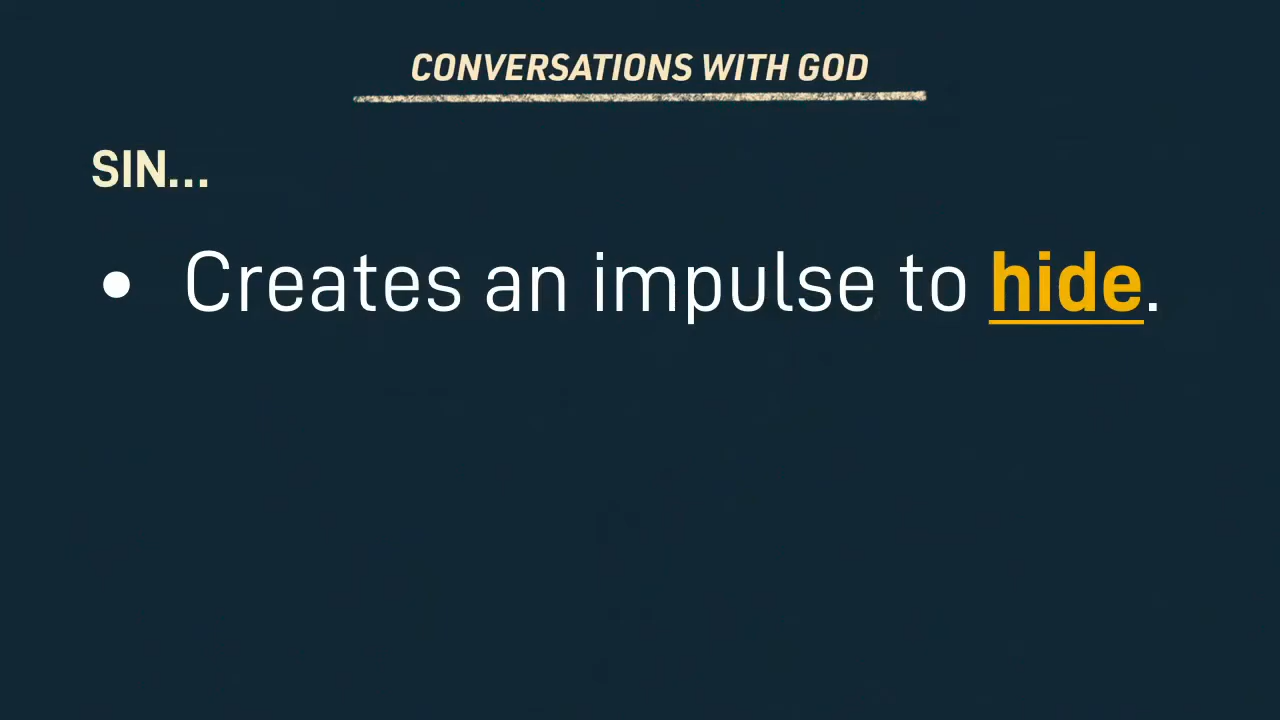 CONVERSATIONS WITH GOD
SIN...
• Creates an impulse to hide.